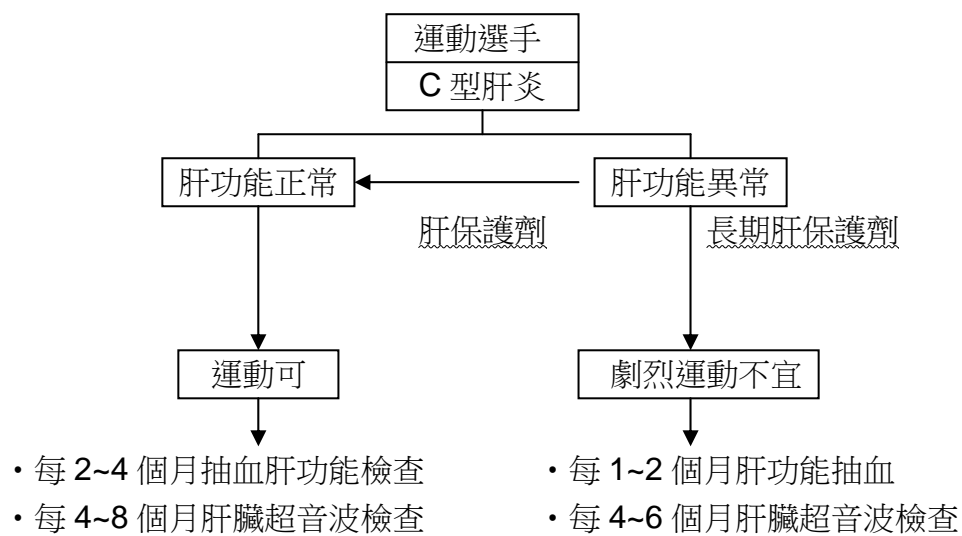 運動選手
C 型肝炎
肝功能正常
肝功能異常
肝保護劑
長期肝保護劑
運動可
劇烈運動不宜
・每 2~4 個月抽血肝功能檢查
・每 4~8 個月肝臟超音波檢查
・每 1~2 個月肝功能抽血
・每 4~6 個月肝臟超音波檢查